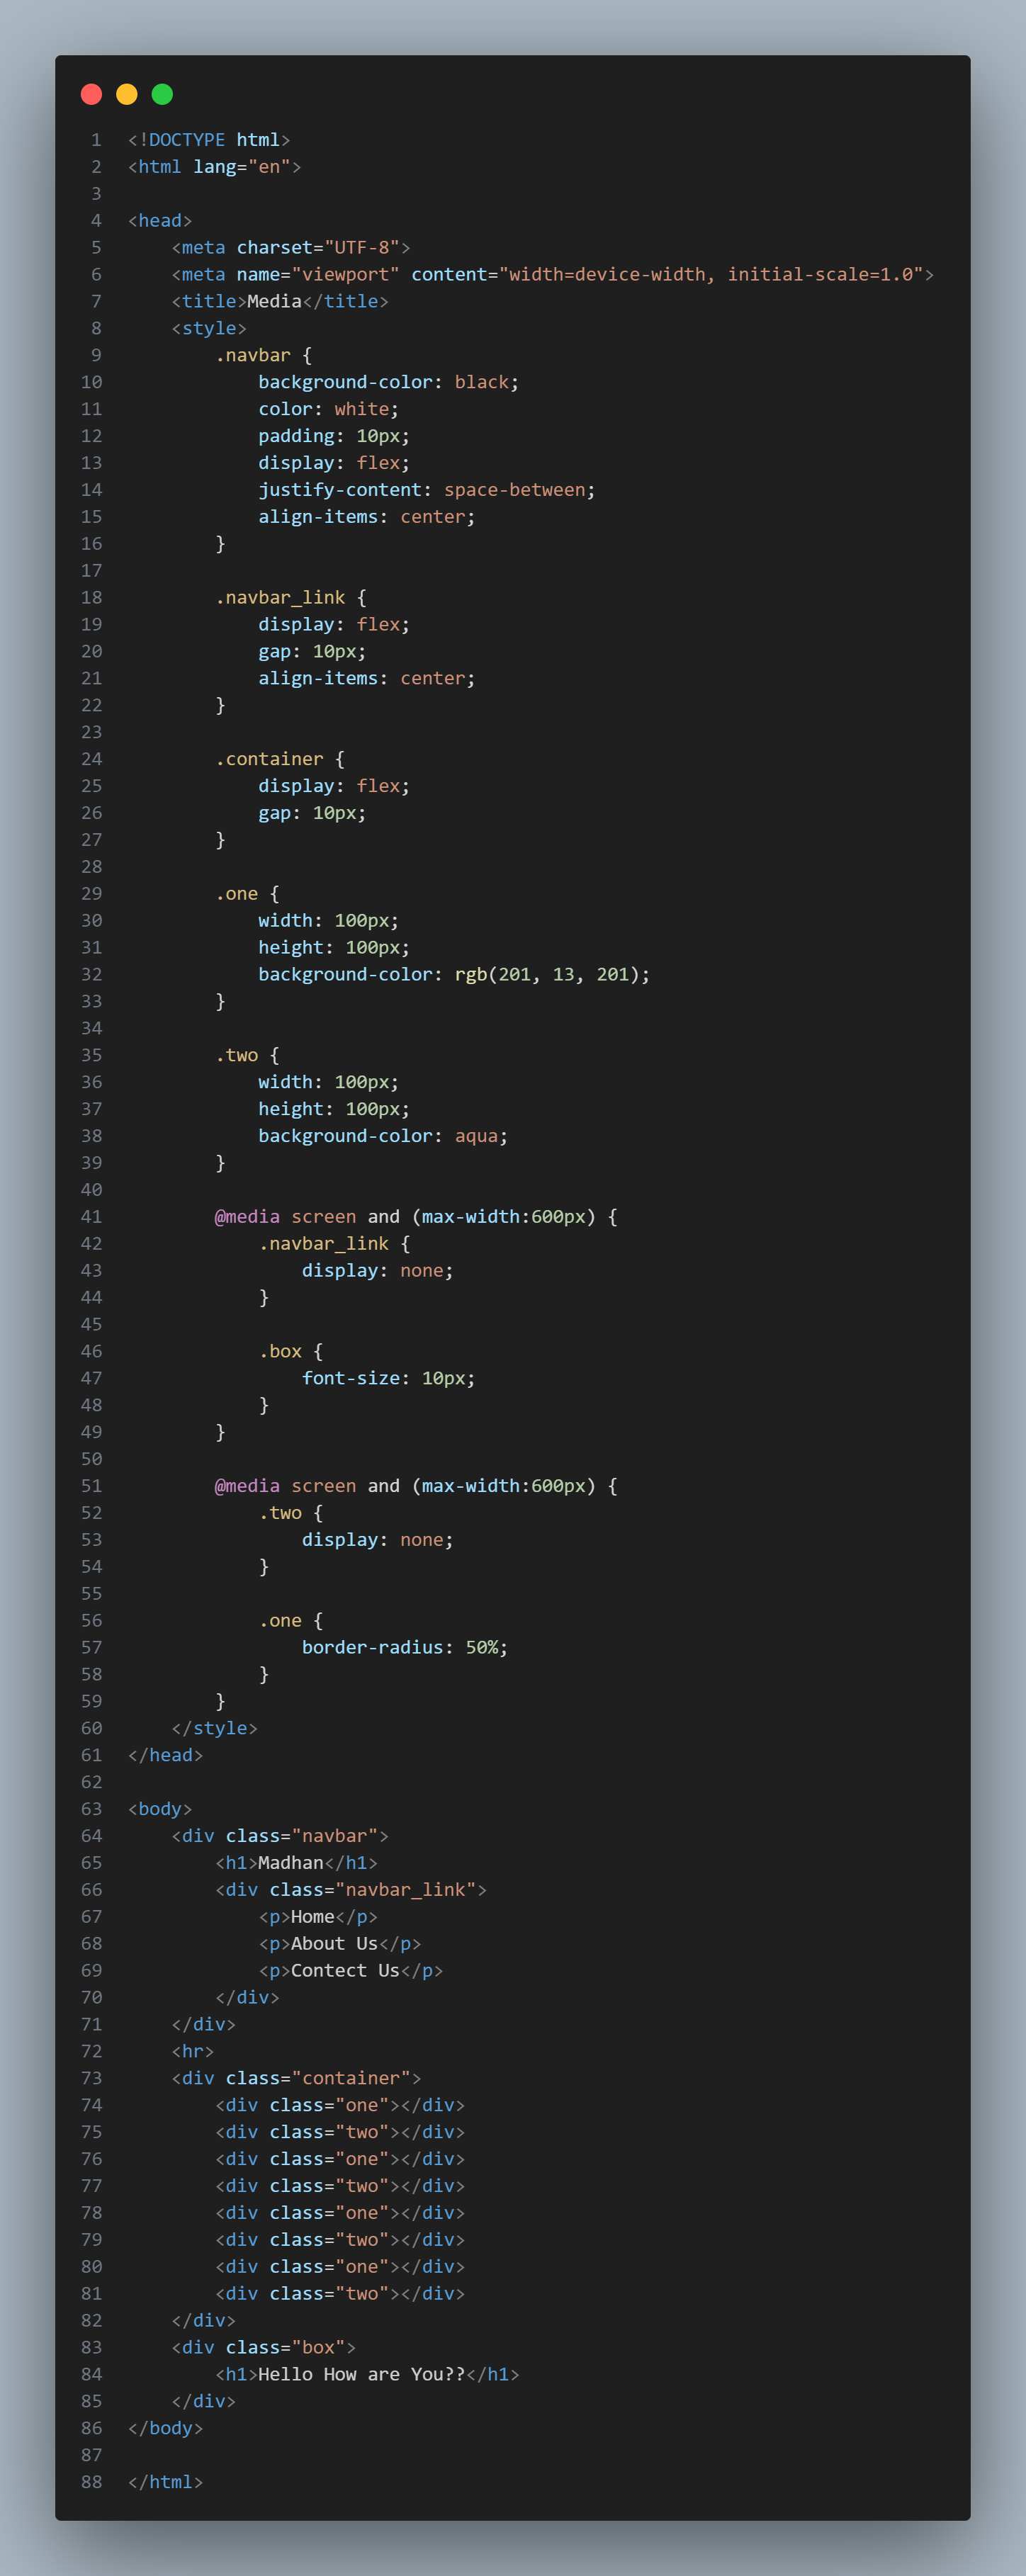 1 <!DOCTYPE html>
2 <html lang="en">
3
4 <head>
5     <meta charset="UTF-8">
6     <meta name="viewport" content="width=device-width, initial-scale=1.0">
7     <title>Media</title>
8     <style>
9         .navbar {
10             background-color: black;
11             color: white;
12             padding: 10px;
13             display: flex;
14             justify-content: space-between;
15             align-items: center;
16         }
17
18         .navbar_link {
19             display: flex;
20             gap: 10px;
21             align-items: center;
22         }
23
24         .container {
25             display: flex;
26             gap: 10px;
27         }
28
29         .one {
30             width: 100px;
31             height: 100px;
32             background-color: rgb(201, 13, 201);
33         }
34
35         .two {
36             width: 100px;
37             height: 100px;
38             background-color: aqua;
39         }
40
41         @media screen and (max-width:600px) {
42             .navbar_link {
43                 display: none;
44             }
45
46             .box {
47                 font-size: 10px;
48             }
49         }
50
51         @media screen and (max-width:600px) {
52             .two {
53                 display: none;
54             }
55
56             .one {
57                 border-radius: 50%;
58             }
59         }
60     </style>
61 </head>
62
63 <body>
64     <div class="navbar">
65         <h1>Madhan</h1>
66         <div class="navbar_link">
67             <p>Home</p>
68             <p>About Us</p>
69             <p>Contect Us</p>
70         </div>
71     </div>
72     <hr>
73     <div class="container">
74         <div class="one"></div>
75         <div class="two"></div>
76         <div class="one"></div>
77         <div class="two"></div>
78         <div class="one"></div>
79         <div class="two"></div>
80         <div class="one"></div>
81         <div class="two"></div>
82     </div>
83     <div class="box">
84         <h1>Hello How are You??</h1>
85     </div>
86 </body>
87
88 </html>